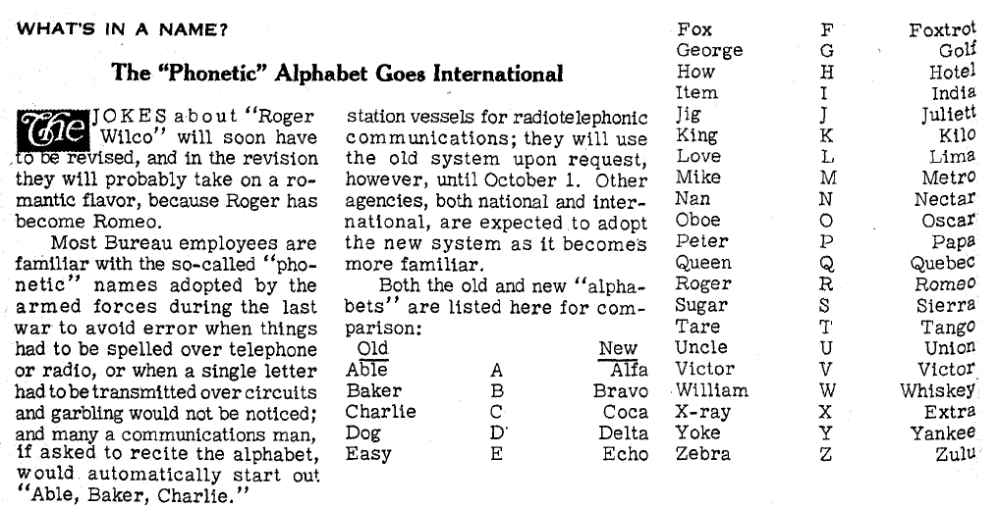 WHAT'S IN A NAME?
The "Phonetic" Alphabet Goes International
The JOKES about "Roger
Wilco" will soon have
to be revised, and in the revision
they will probably take on a ro-
mantic flavor, because Roger has
become Romeo.
Most Bureau employees are
familiar with the so-called "pho-
netic" names adopted by the
armed forces during the last
war to avoid error when things
had to be spelled over telephone
or radio, or when a single letter
had to be transmitted over circuits
and garbling would not be noticed;
and many a communications man,
if asked to recite the alphabet,
would automatically start out
"Able, Baker, Charlie."
station vessels for radiotelephonic
communications; they will use
the old system upon request,
however, until October 1. Other
agencies, both national and inter-
national, are expected to adopt
the new system as it becomes
more familiar.
Both the old and new "alpha-
bets" are listed here for com-
parison:
Old New
Able A Alfa
Baker B Bravo
Charlie C Coca
Dog D Delta
Easy E Echo
Fox F Foxtrot
George G Golf
How H Hotel
Item I India
Jig J Juliett
King K Kilo
Love L Lima
Mike M Metro
Nan N Nectar
Oboe O Oscar
Peter P Papa
Queen Q Quebec
Roger R Romeo
Sugar S Sierra
Tare T Tango
Uncle U Union
Victor V Victor
William W Whiskey
X-ray X Extra
Yoke Y Yankee
Zebra Z Zulu